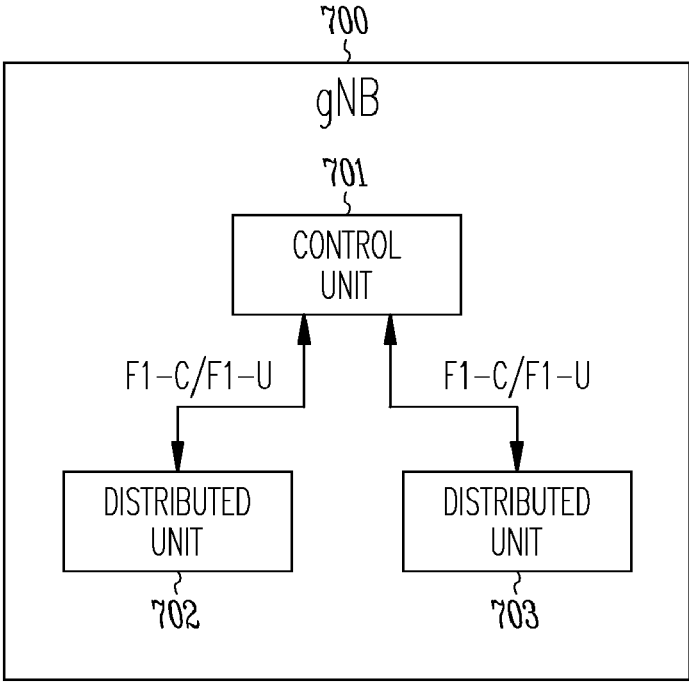 700
gNB
701
CONTROL
UNIT
F1-C/F1-U
F1-C/F1-U
DISTRIBUTED
UNIT
DISTRIBUTED
UNIT
702
703